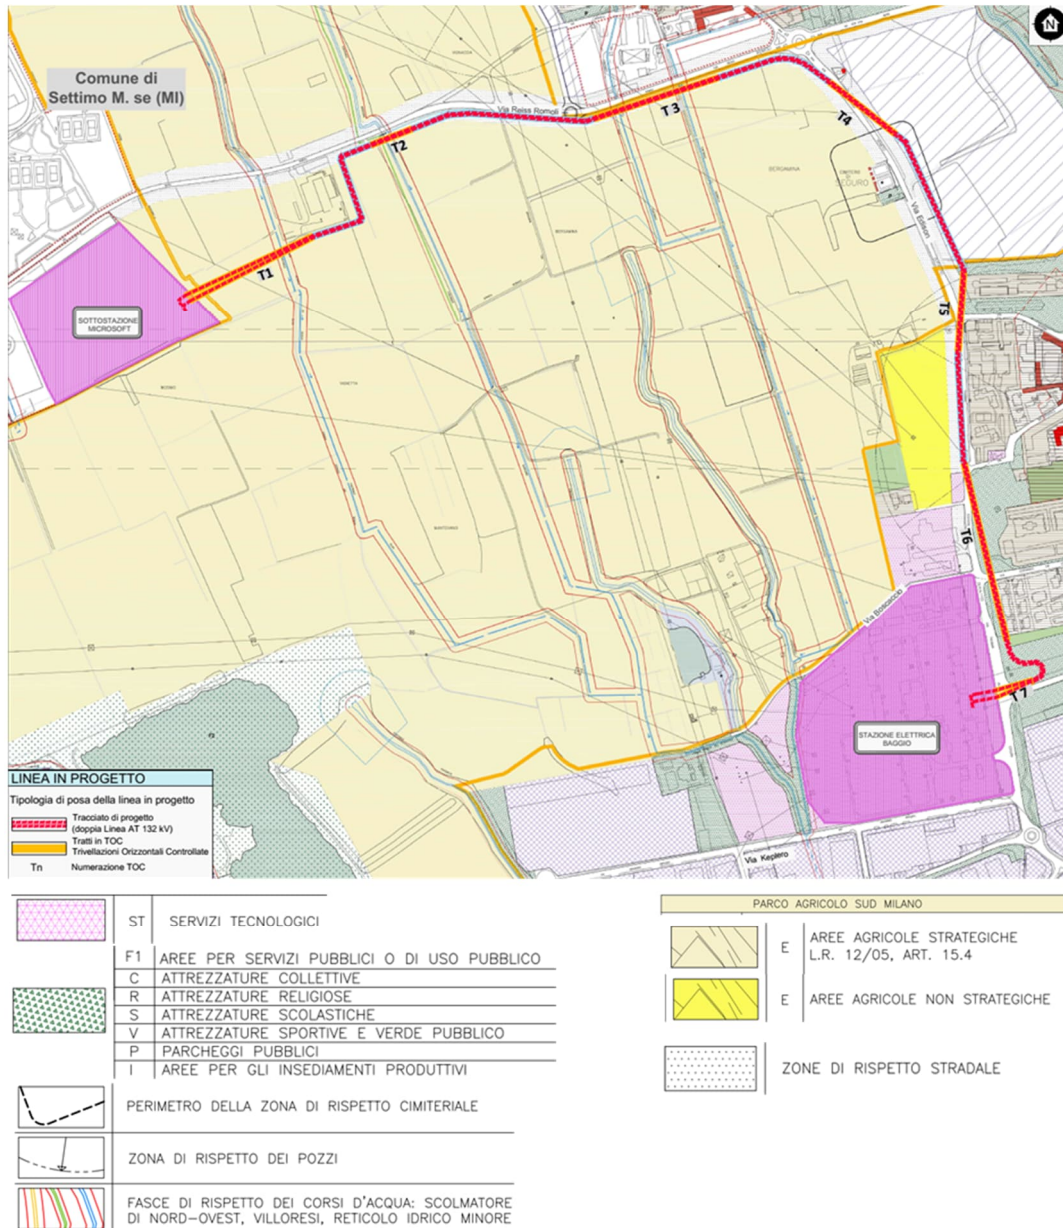 N
Comune di
Settimo M. se (MI)
Via Reiss Romoli
T3
T4
T2
BERGAMINA
CIMITERO
DI
SEGURO
Via Edison
T1
T5
SOTTOSTAZIONE
MICROSOFT
T6
Via Boscaccio
T7
STAZIONE ELETTRICA
BAGGIO
Via Keplero
LINEA IN PROGETTO
Tipologia di posa della linea in progetto
Tracciato di progetto
(doppia Linea AT 132 kV)
Tratti in TOC
Trivellazioni Orizzontali Controllate
Tn Numerazione TOC
ST SERVIZI TECNOLOGICI
F1 AREE PER SERVIZI PUBBLICI O DI USO PUBBLICO
C ATTREZZATURE COLLETTIVE
R ATTREZZATURE RELIGIOSE
S ATTREZZATURE SCOLASTICHE
V ATTREZZATURE SPORTIVE E VERDE PUBBLICO
P PARCHEGGI PUBBLICI
I AREE PER GLI INSEDIAMENTI PRODUTTIVI
PERIMETRO DELLA ZONA DI RISPETTO CIMITERIALE
ZONA DI RISPETTO DEI POZZI
FASCE DI RISPETTO DEI CORSI D'ACQUA: SCOLMATORE
DI NORD-OVEST, VILLORESI, RETICOLO IDRICO MINORE
PARCO AGRICOLO SUD MILANO
E AREE AGRICOLE STRATEGICHE
L.R. 12/05, ART. 15.4
E AREE AGRICOLE NON STRATEGICHE
ZONE DI RISPETTO STRADALE